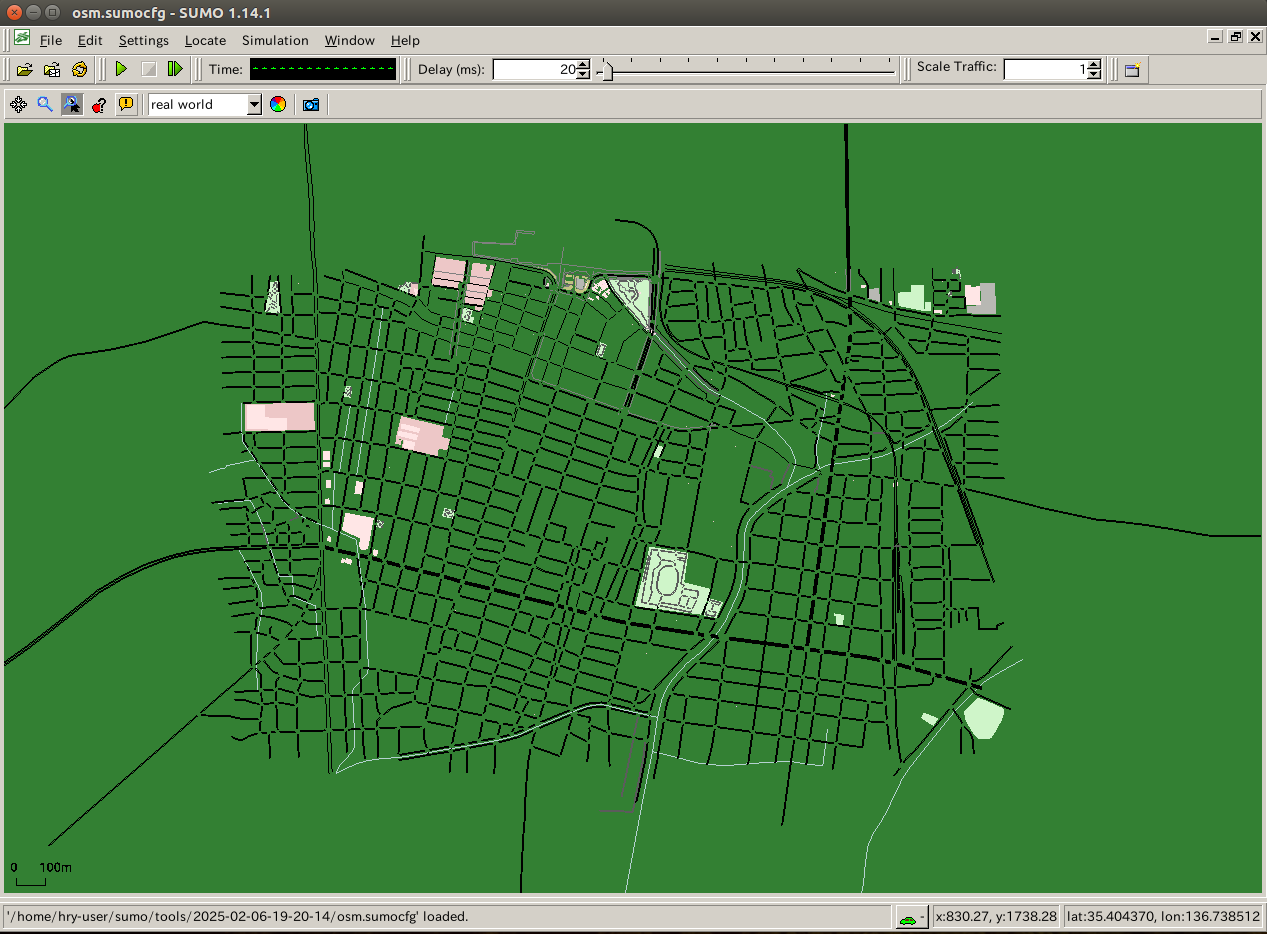 osm.sumocfg - SUMO 1.14.1
File Edit Settings Locate Simulation Window Help
Time: Delay (ms): 20 Scale Traffic: 1
real world
0 100m
'/home/hry-user/sumo/tools/2025-02-06-19-20-14/osm.sumocfg' loaded. - x:830.27, y:1738.28 lat:35.404370, lon:136.738512